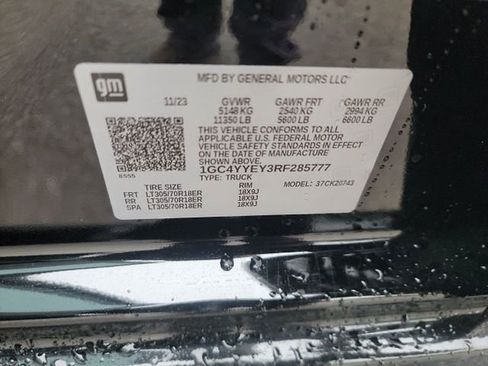 gm
MFD BY GENERAL MOTORS LLC
11/23 GVWR GAWR FRT GAWR RR
5148 KG 2540 KG 2994 KG
11350 LB 5600 LB 6600 LB
THIS VEHICLE CONFORMS TO ALL
APPLICABLE U.S. FEDERAL MOTOR
VEHICLE SAFETY STANDARDS IN EFFECT
ON THE DATE OF MANUFACTURE
SHOWN ABOVE.
1GC4YYEY3RF285777
TYPE: TRUCK MODEL: 37CK20743
TIRE SIZE RIM
FRT LT305/70R18ER 18X9J
RR LT305/70R18ER 18X9J
SPA LT305/70R18ER 18X9J